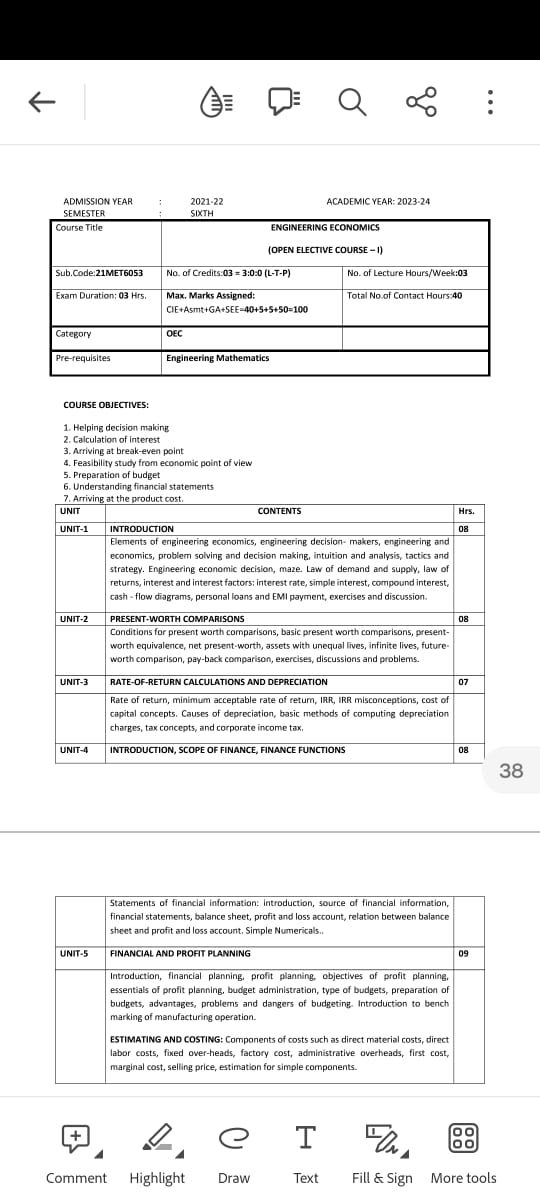 ADMISSION YEAR : 2021-22 ACADEMIC YEAR: 2023-24
SEMESTER : SIXTH
Course Title ENGINEERING ECONOMICS
(OPEN ELECTIVE COURSE – I)
Sub.Code:21MET6053 No. of Credits:03 = 3:0:0 (L-T-P) No. of Lecture Hours/Week:03
Exam Duration: 03 Hrs. Max. Marks Assigned: Total No.of Contact Hours:40
CIE+Asmt+GA+SEE=40+5+5+50=100
Category OEC
Pre-requisites Engineering Mathematics
COURSE OBJECTIVES:
1. Helping decision making
2. Calculation of interest
3. Arriving at break-even point
4. Feasibility study from economic point of view
5. Preparation of budget
6. Understanding financial statements
7. Arriving at the product cost.
UNIT CONTENTS Hrs.
UNIT-1 INTRODUCTION 08
Elements of engineering economics, engineering decision- makers, engineering and
economics, problem solving and decision making, intuition and analysis, tactics and
strategy. Engineering economic decision, maze. Law of demand and supply, law of
returns, interest and interest factors: interest rate, simple interest, compound interest,
cash - flow diagrams, personal loans and EMI payment, exercises and discussion.
UNIT-2 PRESENT-WORTH COMPARISONS 08
Conditions for present worth comparisons, basic present worth comparisons, present-
worth equivalence, net present-worth, assets with unequal lives, infinite lives, future-
worth comparison, pay-back comparison, exercises, discussions and problems.
UNIT-3 RATE-OF-RETURN CALCULATIONS AND DEPRECIATION 07
Rate of return, minimum acceptable rate of return, IRR, IRR misconceptions, cost of
capital concepts. Causes of depreciation, basic methods of computing depreciation
charges, tax concepts, and corporate income tax.
UNIT-4 INTRODUCTION, SCOPE OF FINANCE, FINANCE FUNCTIONS 08
38
Statements of financial information: introduction, source of financial information,
financial statements, balance sheet, profit and loss account, relation between balance
sheet and profit and loss account. Simple Numericals..
UNIT-5 FINANCIAL AND PROFIT PLANNING 09
Introduction, financial planning, profit planning, objectives of profit planning,
essentials of profit planning, budget administration, type of budgets, preparation of
budgets, advantages, problems and dangers of budgeting. Introduction to bench
marking of manufacturing operation.
ESTIMATING AND COSTING: Components of costs such as direct material costs, direct
labor costs, fixed over-heads, factory cost, administrative overheads, first cost,
marginal cost, selling price, estimation for simple components.
Comment Highlight Draw Text Fill & Sign More tools